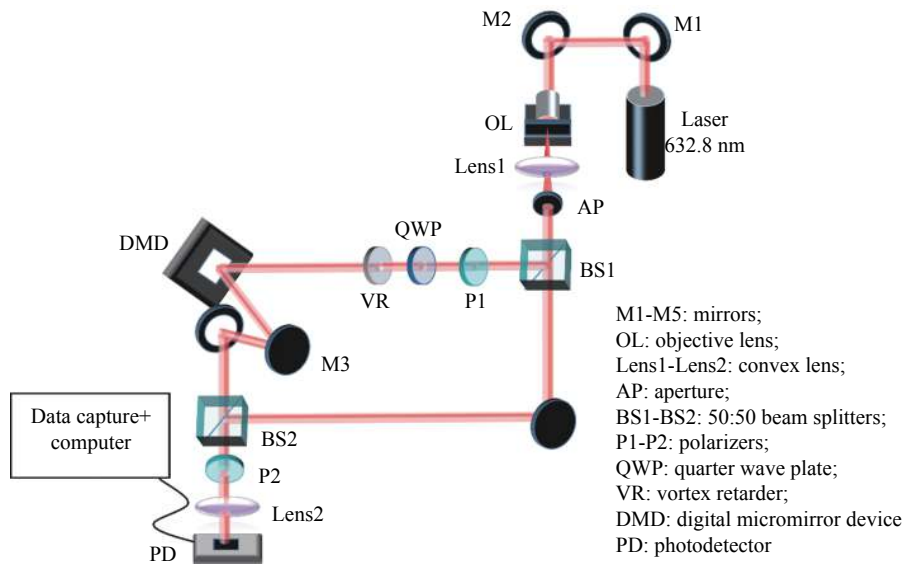 M2
M1
OL
Laser
632.8 nm
Lens1
AP
DMD
QWP
BS1
VR
P1
M3
M1-M5: mirrors;
OL: objective lens;
Lens1-Lens2: convex lens;
AP: aperture;
BS1-BS2: 50:50 beam splitters;
P1-P2: polarizers;
QWP: quarter wave plate;
VR: vortex retarder;
DMD: digital micromirror device
PD: photodetector
Data capture+
computer
BS2
P2
Lens2
PD